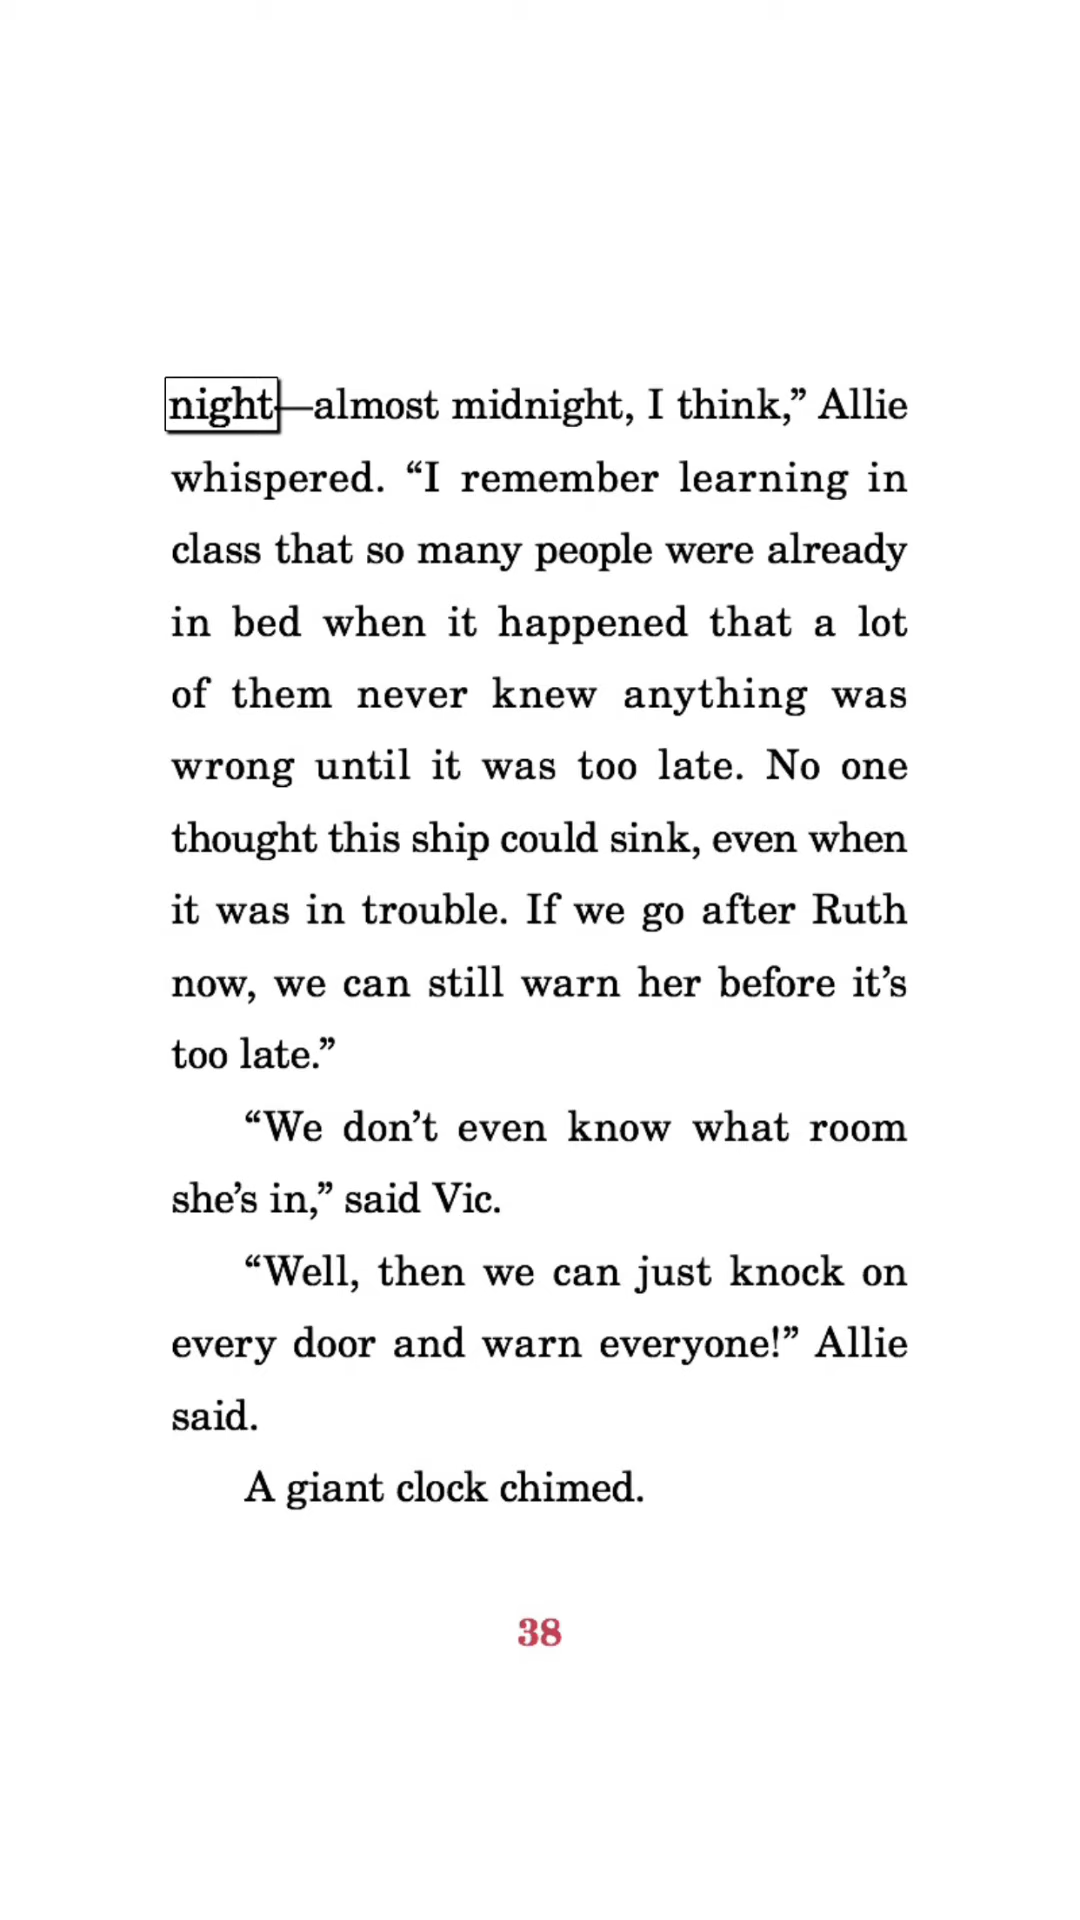 night—almost midnight, I think,” Allie
whispered. “I remember learning in
class that so many people were already
in bed when it happened that a lot
of them never knew anything was
wrong until it was too late. No one
thought this ship could sink, even when
it was in trouble. If we go after Ruth
now, we can still warn her before it’s
too late.”
“We don’t even know what room
she’s in,” said Vic.
“Well, then we can just knock on
every door and warn everyone!” Allie
said.
A giant clock chimed.
38